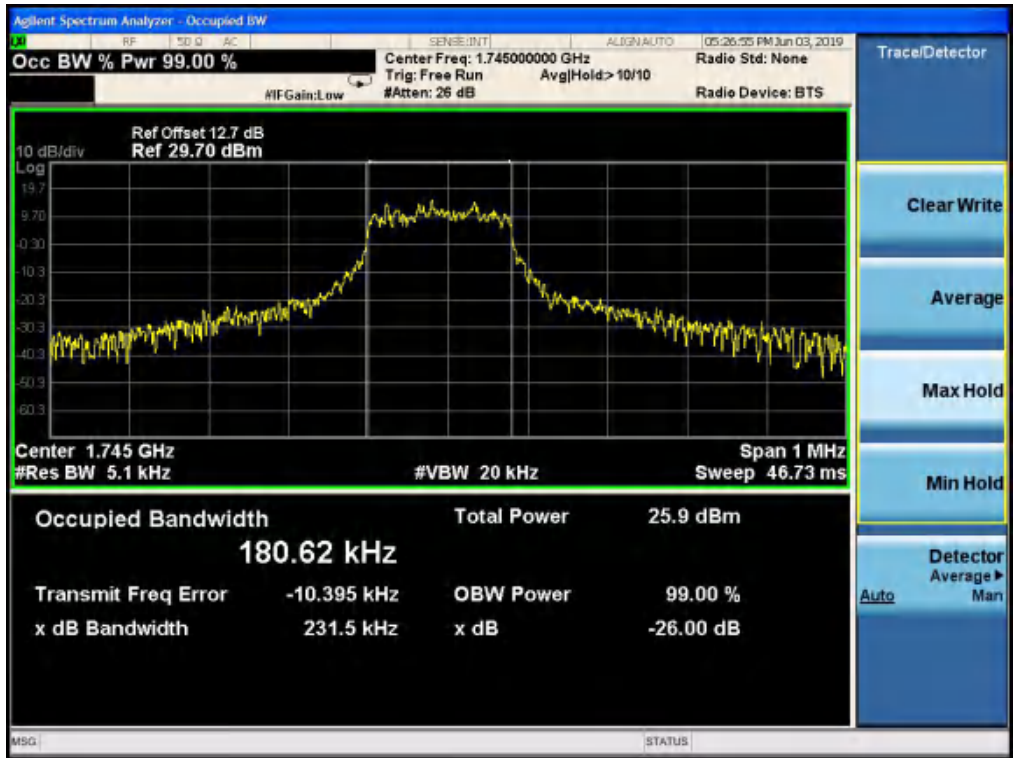 Agilent Spectrum Analyzer - Occupied BW
LXI RF 50 Ω AC SENSE:INT ALIGN AUTO 05:26:55 PM Jun 03, 2019
Occ BW % Pwr 99.00 %
Center Freq: 1.745000000 GHz
Radio Std: None
Trig: Free Run Avg|Hold:> 10/10
#IFGain:Low #Atten: 26 dB Radio Device: BTS
Trace/Detector
Ref Offset 12.7 dB
10 dB/div Ref 29.70 dBm
Log
19.7
9.70
-0.30
-10.3
-20.3
-30.3
-40.3
-50.3
-60.3
Center 1.745 GHz Span 1 MHz
#Res BW 5.1 kHz #VBW 20 kHz Sweep 46.73 ms
Occupied Bandwidth Total Power 25.9 dBm
180.62 kHz
Transmit Freq Error -10.395 kHz OBW Power 99.00 %
x dB Bandwidth 231.5 kHz x dB -26.00 dB
Clear Write
Average
Max Hold
Min Hold
Detector
Average▶
Auto Man
MSG STATUS